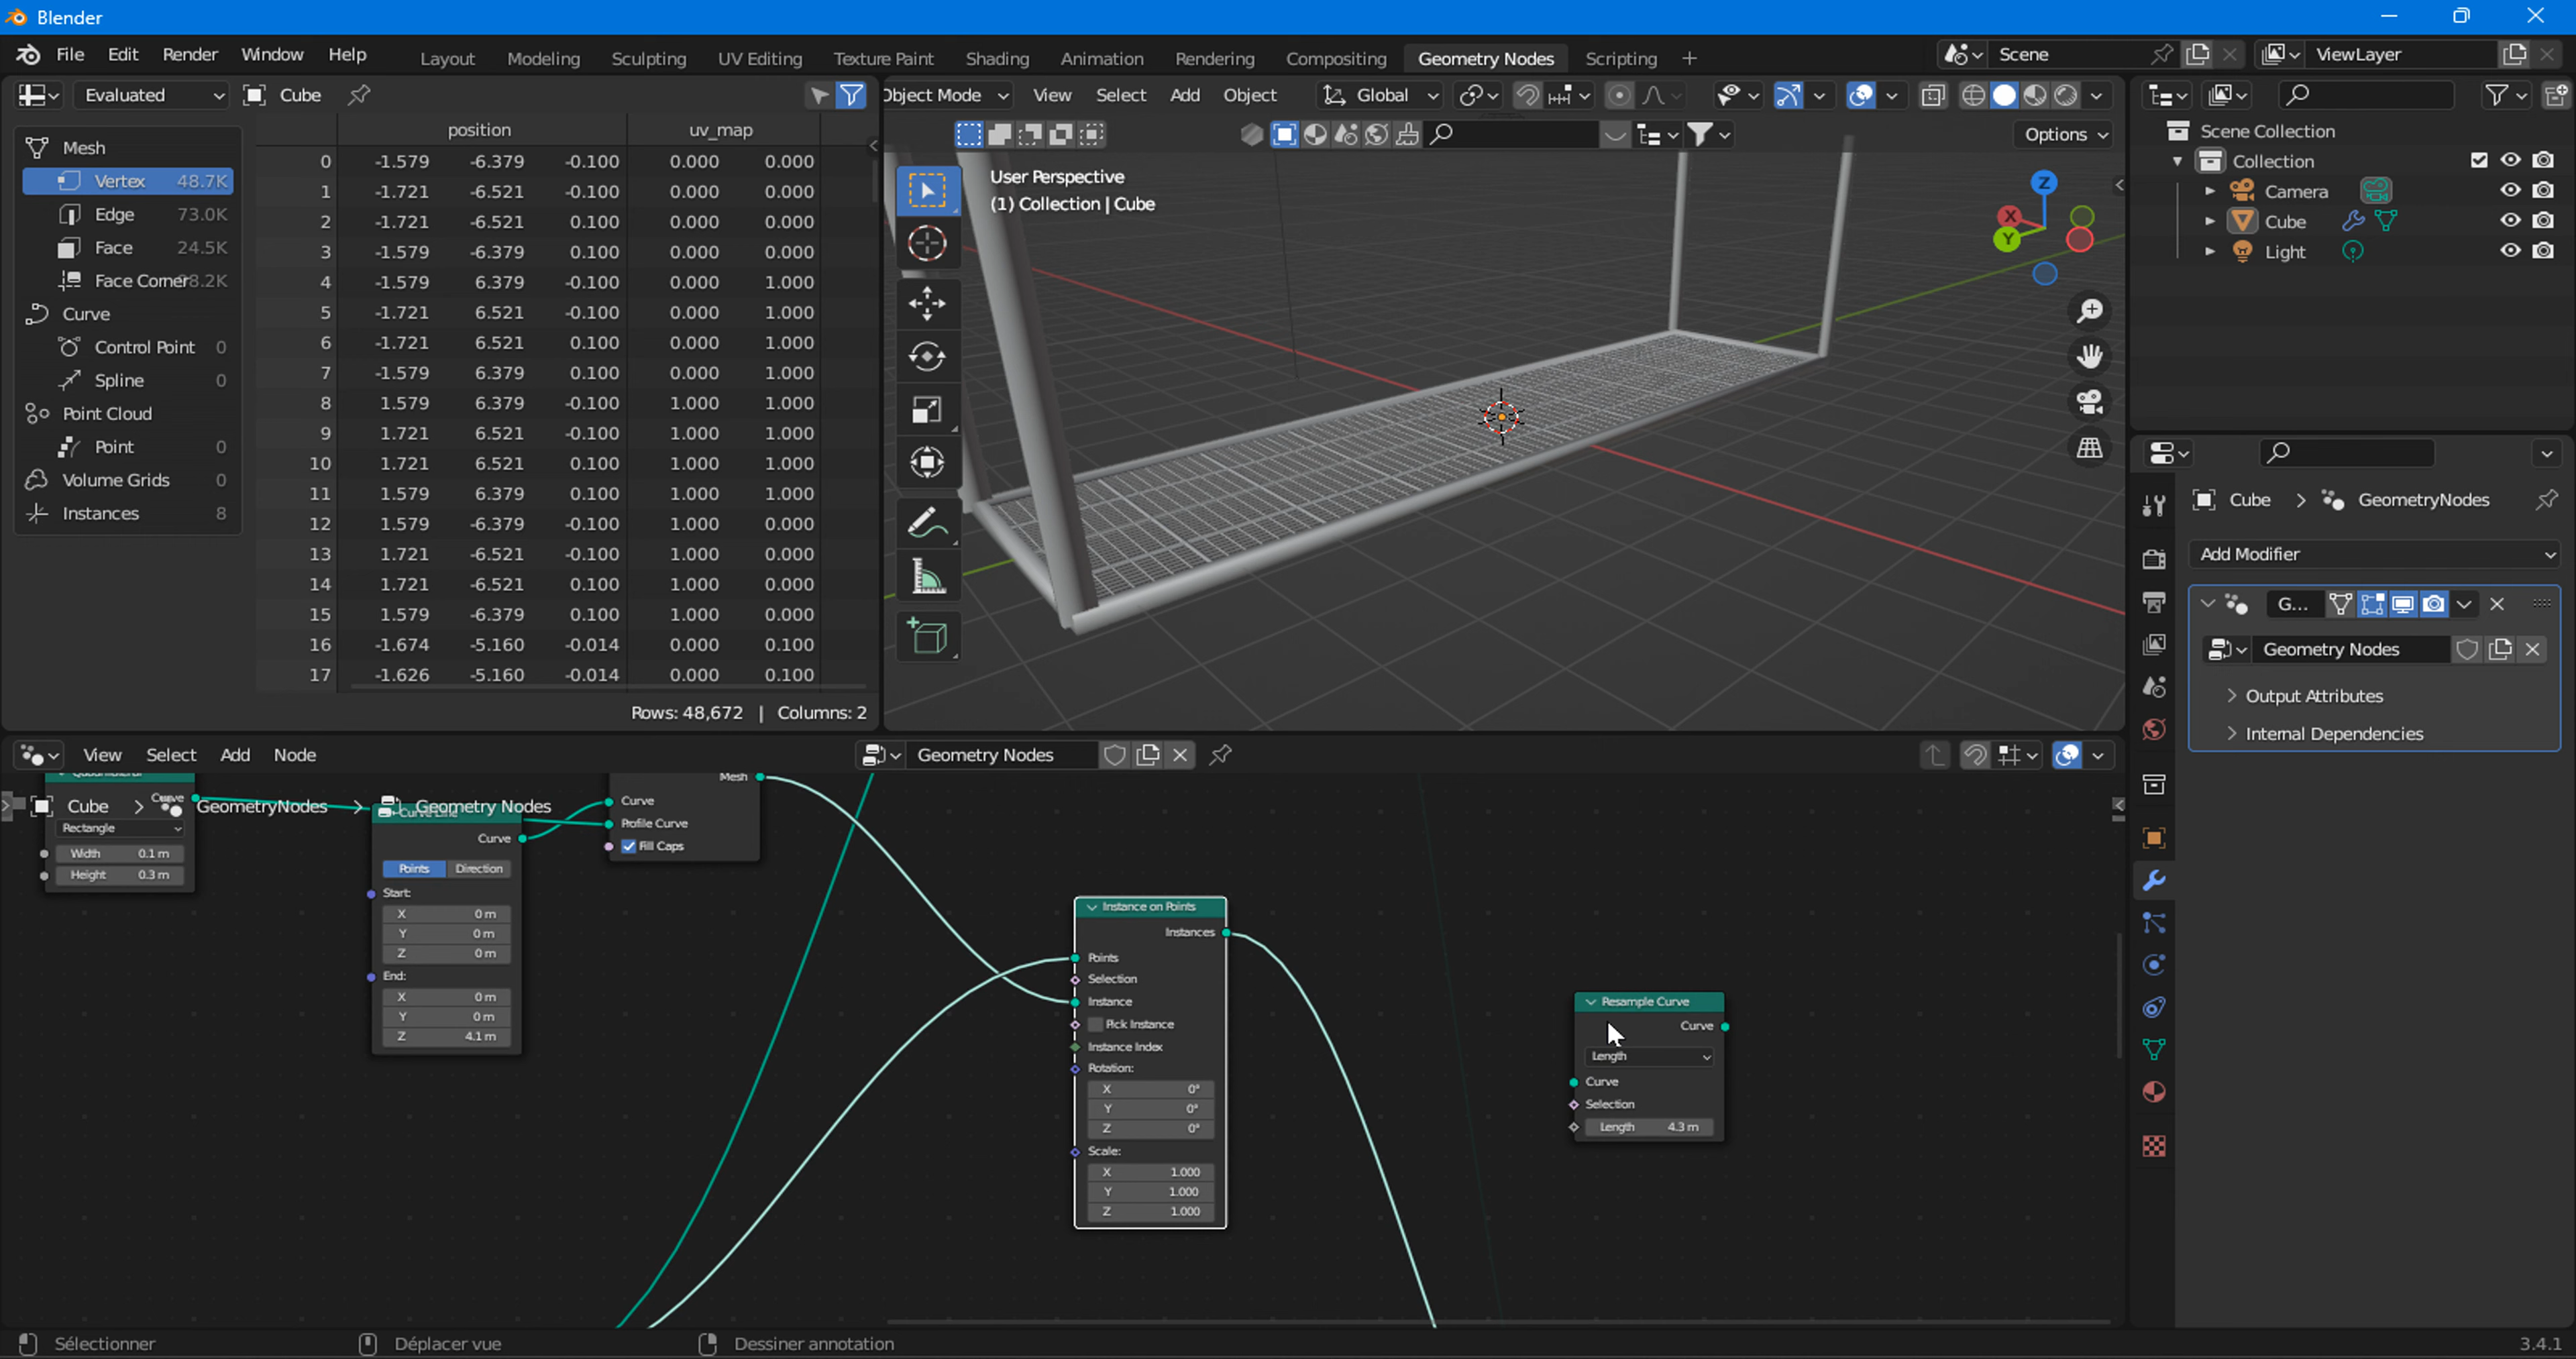 Blender
File Edit Render Window Help Layout Modeling Sculpting UV Editing Texture Paint Shading Animation Rendering Compositing Geometry Nodes Scripting + Scene ViewLayer
Evaluated Cube
position uv_map
Mesh
Vertex 48.7K
Edge 73.0K
Face 24.5K
Face Corner 8.2K
Curve
Control Point 0
Spline 0
Point Cloud
Point 0
Volume Grids 0
Instances 8
0 -1.579 -6.379 -0.100 0.000 0.000
1 -1.721 -6.521 -0.100 0.000 0.000
2 -1.721 -6.521 0.100 0.000 0.000
3 -1.579 -6.379 0.100 0.000 0.000
4 -1.579 6.379 -0.100 0.000 1.000
5 -1.721 6.521 -0.100 0.000 1.000
6 -1.721 6.521 0.100 0.000 1.000
7 -1.579 6.379 0.100 0.000 1.000
8 1.579 6.379 -0.100 1.000 1.000
9 1.721 6.521 -0.100 1.000 1.000
10 1.721 6.521 0.100 1.000 1.000
11 1.579 6.379 0.100 1.000 1.000
12 1.579 -6.379 -0.100 1.000 0.000
13 1.721 -6.521 -0.100 1.000 0.000
14 1.721 -6.521 0.100 1.000 0.000
15 1.579 -6.379 0.100 1.000 0.000
16 -1.674 -5.160 -0.014 0.000 0.100
17 -1.626 -5.160 -0.014 0.000 0.100
Rows: 48,672 | Columns: 2
Object Mode View Select Add Object Global
Options
User Perspective
(1) Collection | Cube
Z
X
Y
Scene Collection
Collection
Camera
Cube
Light
Cube > GeometryNodes
Add Modifier
G...
Geometry Nodes
Output Attributes
Internal Dependencies
View Select Add Node Geometry Nodes
Cube > GeometryNodes > Geometry Nodes
Quadrilateral
Curve
Rectangle
Width 0.1 m
Height 0.3 m
Curve Line
Curve
Points Direction
Start:
X 0 m
Y 0 m
Z 0 m
End:
X 0 m
Y 0 m
Z 4.1 m
Mesh
Curve
Profile Curve
Fill Caps
Instance on Points
Instances
Points
Selection
Instance
Pick Instance
Instance Index
Rotation:
X 0°
Y 0°
Z 0°
Scale:
X 1.000
Y 1.000
Z 1.000
Resample Curve
Curve
Length
Curve
Selection
Length 4.3 m
Sélectionner Déplacer vue Dessiner annotation 3.4.1